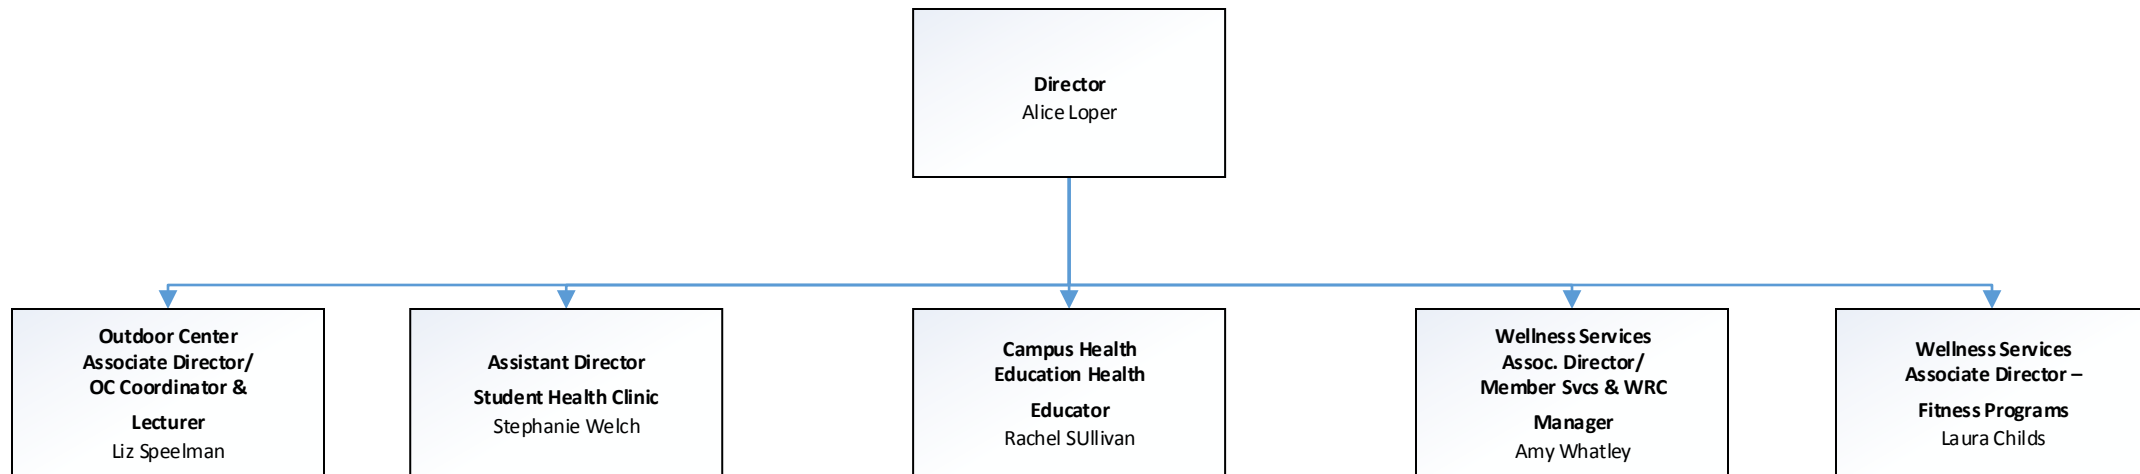 Director
Alice Loper
Outdoor Center
Associate Director/
OC Coordinator &
Lecturer
Liz Speelman
Assistant Director
Student Health Clinic
Stephanie Welch
Campus Health
Education Health
Educator
Rachel SUllivan
Wellness Services
Assoc. Director/
Member Svcs & WRC
Manager
Amy Whatley
Wellness Services
Associate Director –
Fitness Programs
Laura Childs